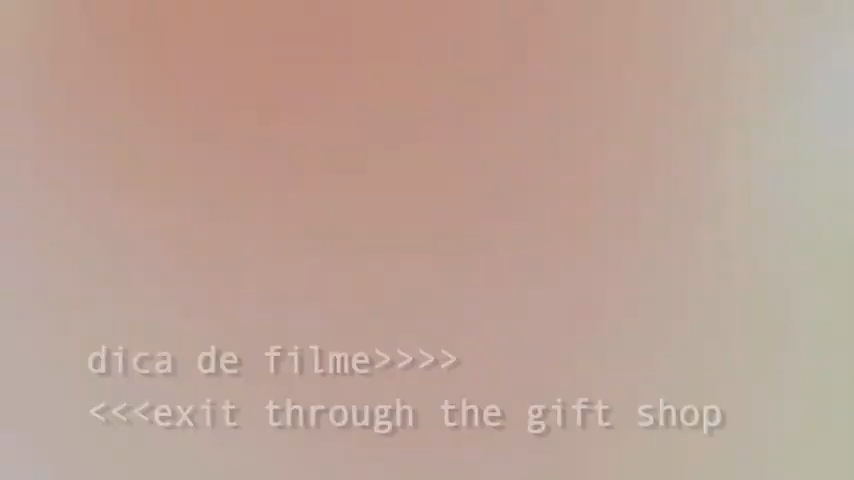 dica de filme>>>>
<<<exit through the gift shop